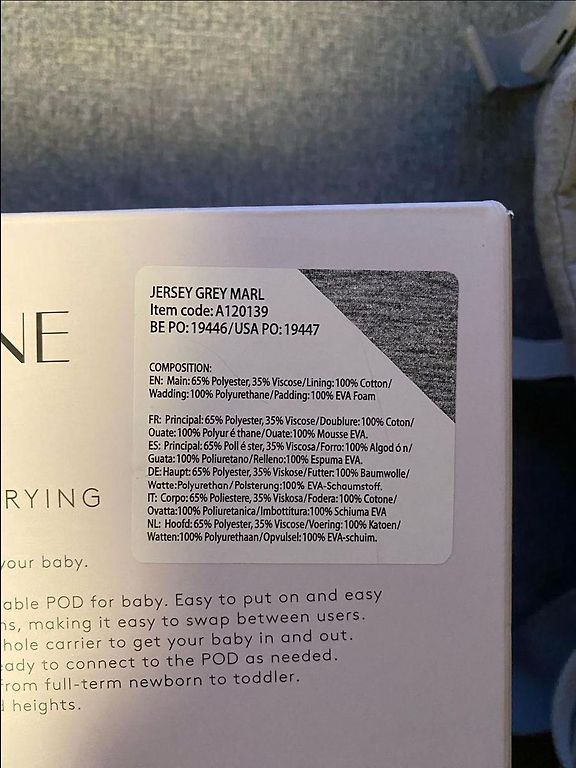 JERSEY GREY MARL
Item code: A120139
BE PO: 19446/USA PO: 19447
COMPOSITION:
EN: Main: 65% Polyester, 35% Viscose/Lining: 100% Cotton/
Wadding: 100% Polyurethane/Padding: 100% EVA Foam
FR: Principal: 65% Polyester, 35% Viscose/Doublure: 100% Coton/
Ouate: 100% Polyur é thane/Ouate: 100% Mousse EVA.
ES: Principal: 65% Poli é ster, 35% Viscosa/Forro: 100% Algod ó n/
Guata: 100% Poliuretano/Relleno: 100% Espuma EVA.
DE: Haupt: 65% Polyester, 35% Viskose/Futter: 100% Baumwolle/
Watte: Polyurethan/Polsterung: 100% EVA-Schaumstoff.
IT: Corpo: 65% Poliestere, 35% Viskosa/Fodera: 100% Cotone/
Ovatta: 100% Poliuretanica/Imbottitura: 100% Schiuma EVA
NL: Hoofd: 65% Polyester, 35% Viscose/Voering: 100% Katoen/
Watten: 100% Polyurethaan/Opvulsel: 100% EVA-schuim.
NE
RYING
your baby.
able POD for baby. Easy to put on and easy
ns, making it easy to swap between users.
hole carrier to get your baby in and out.
eady to connect to the POD as needed.
from full-term newborn to toddler.
d heights.